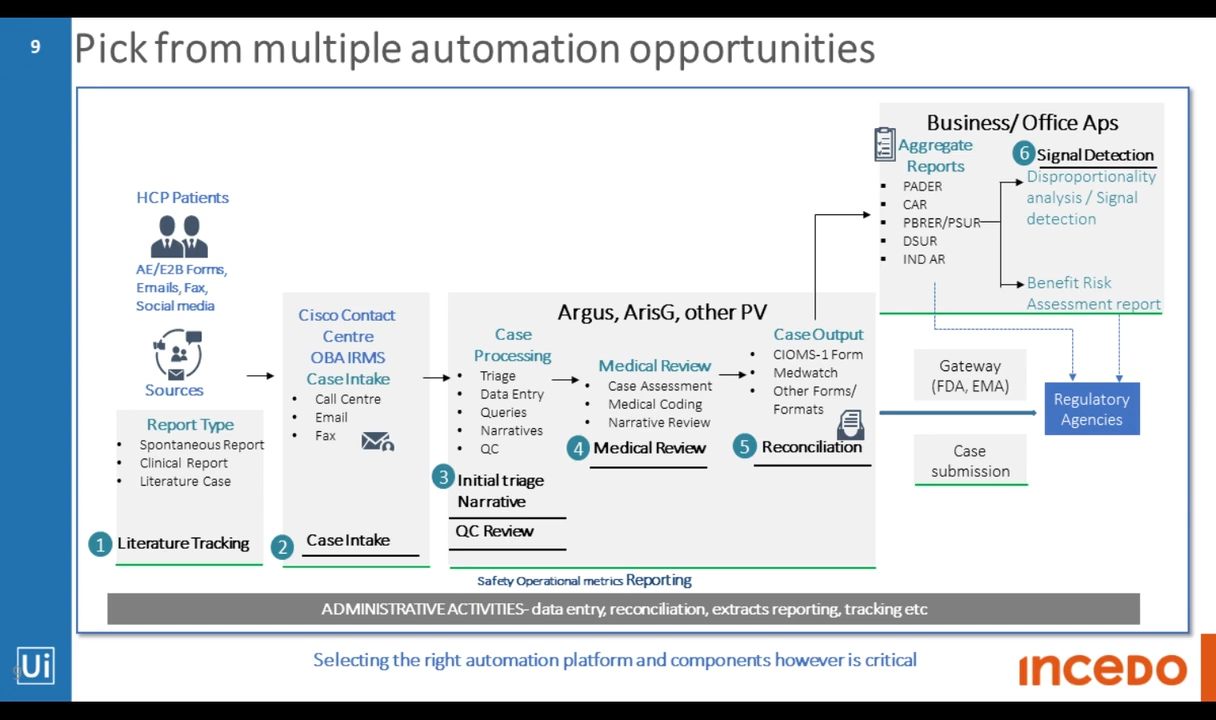 9
Pick from multiple automation opportunities
HCP Patients
AE/E2B Forms,
Emails, Fax,
Social media
Sources
Report Type
• Spontaneous Report
• Clinical Report
• Literature Case
1 Literature Tracking
Cisco Contact
Centre
OBA IRMS
Case Intake
• Call Centre
• Email
• Fax
2 Case Intake
Argus, ArisG, other PV
Case
Processing
• Triage
• Data Entry
• Queries
• Narratives
• QC
3 Initial triage
Narrative
QC Review
Medical Review
• Case Assessment
• Medical Coding
• Narrative Review
4 Medical Review
Case Output
• CIOMS-1 Form
• Medwatch
• Other Forms/
Formats
5 Reconciliation
Business/ Office Aps
Aggregate
Reports
▪ PADER
▪ CAR
▪ PBRER/PSUR
▪ DSUR
▪ IND AR
6 Signal Detection
Disproportionality
analysis / Signal
detection
Benefit Risk
Assessment report
Gateway
(FDA, EMA)
Case
submission
Regulatory
Agencies
Safety Operational metrics Reporting
ADMINISTRATIVE ACTIVITIES- data entry, reconciliation, extracts reporting, tracking etc
Selecting the right automation platform and components however is critical
9
Ui
INCEDO